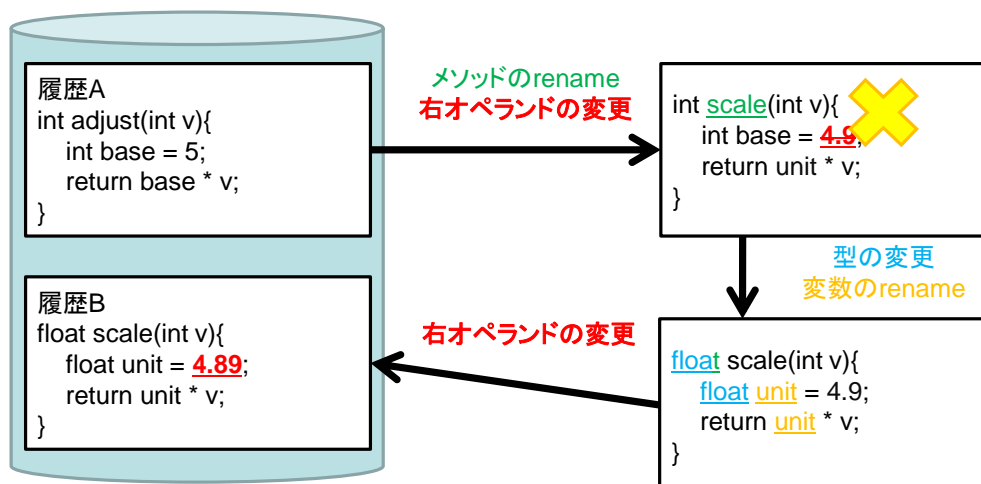 履歴A
int adjust(int v){
int base = 5;
return base * v;
}
メソッドのrename
右オペランドの変更
int scale(int v){
int base = 4.9;
return unit * v;
}
型の変更
変数のrename
履歴B
float scale(int v){
float unit = 4.89;
return unit * v;
}
右オペランドの変更
float scale(int v){
float unit = 4.9;
return unit * v;
}